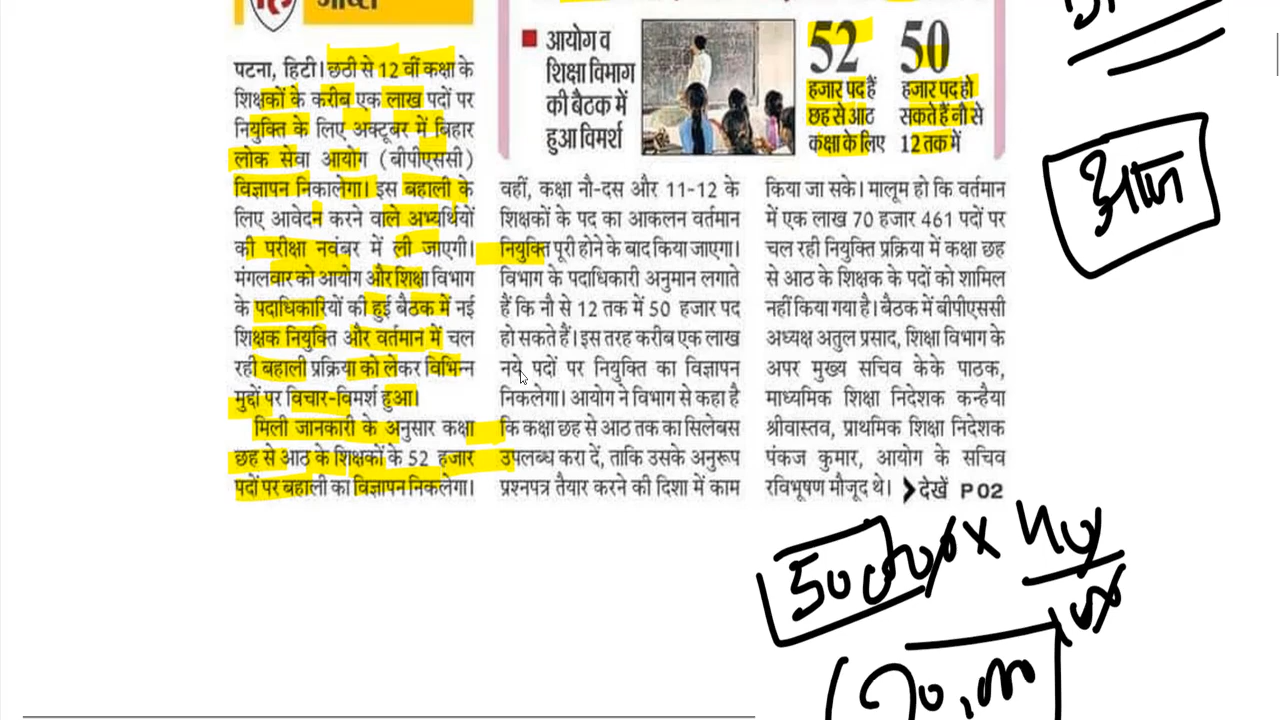 पटना, हिटी। छठी से 12 वीं कक्षा के
शिक्षकों के करीब एक लाख पदों पर
नियुक्ति के लिए अक्टूबर में बिहार
लोक सेवा आयोग (बीपीएससी)
विज्ञापन निकालेगा। इस बहाली के
लिए आवेदन करने वाले अभ्यर्थियों
की परीक्षा नवंबर में ली जाएगी।
मंगलवार को आयोग और शिक्षा विभाग
के पदाधिकारियों की हुई बैठक में नई
शिक्षक नियुक्ति और वर्तमान में चल
रही बहाली प्रक्रिया को लेकर विभिन्न
मुद्दों पर विचार-विमर्श हुआ।
मिली जानकारी के अनुसार कक्षा
छह से आठ के शिक्षकों के 52 हजार
पदों पर बहाली का विज्ञापन निकलेगा।
आयोग व
शिक्षा विभाग
की बैठक में
हुआ विमर्श
52
हजार पद हैं
छह से आठ
कक्षा के लिए
50
हजार पद हो
सकते हैं नौ से
12 तक में
वहीं, कक्षा नौ-दस और 11-12 के
शिक्षकों के पद का आकलन वर्तमान
नियुक्ति पूरी होने के बाद किया जाएगा।
विभाग के पदाधिकारी अनुमान लगाते
हैं कि नौ से 12 तक में 50 हजार पद
हो सकते हैं। इस तरह करीब एक लाख
नये पदों पर नियुक्ति का विज्ञापन
निकलेगा। आयोग ने विभाग से कहा है
कि कक्षा छह से आठ तक का सिलेबस
उपलब्ध करा दें, ताकि उसके अनुरूप
प्रश्नपत्र तैयार करने की दिशा में काम
किया जा सके। मालूम हो कि वर्तमान
में एक लाख 70 हजार 461 पदों पर
चल रही नियुक्ति प्रक्रिया में कक्षा छह
से आठ के शिक्षक के पदों को शामिल
नहीं किया गया है। बैठक में बीपीएससी
अध्यक्ष अतुल प्रसाद, शिक्षा विभाग के
अपर मुख्य सचिव केके पाठक,
माध्यमिक शिक्षा निदेशक कन्हैया
श्रीवास्तव, प्राथमिक शिक्षा निदेशक
पंकज कुमार, आयोग के सचिव
रविभूषण मौजूद थे। देखें P 02